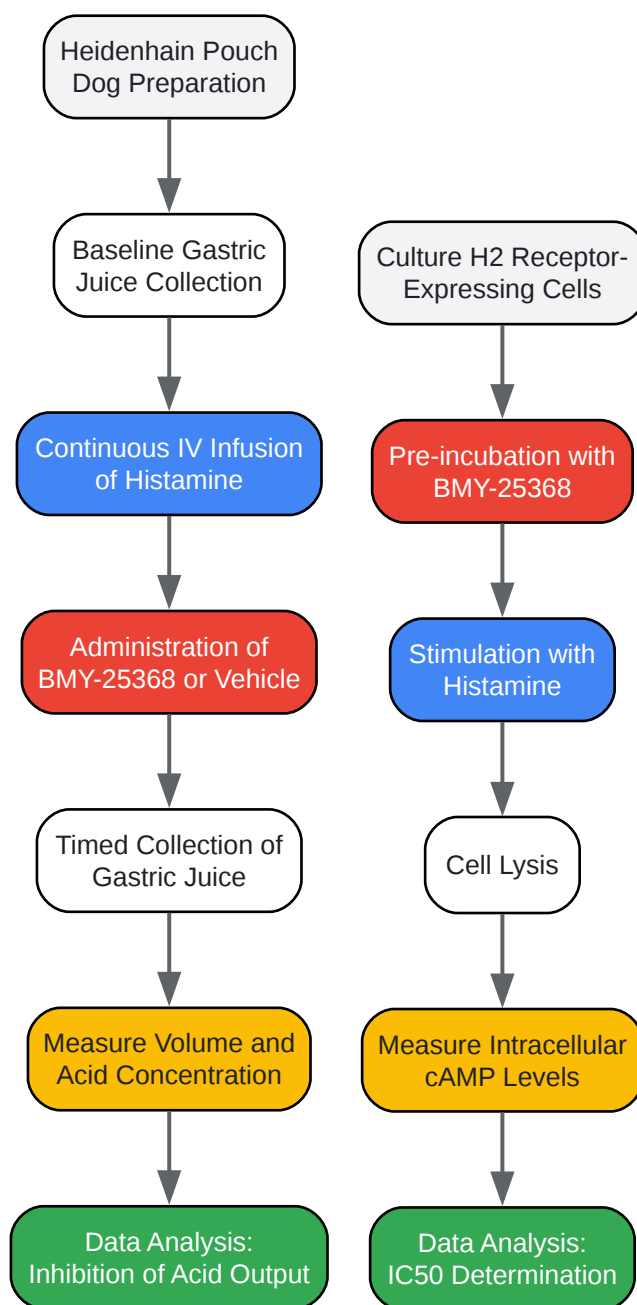 Heidenhain Pouch
Dog Preparation
Baseline Gastric
Juice Collection
Continuous IV Infusion
of Histamine
Administration of
BMY-25368 or Vehicle
Timed Collection of
Gastric Juice
Measure Volume and
Acid Concentration
Data Analysis:
Inhibition of Acid Output
Culture H2 Receptor-
Expressing Cells
Pre-incubation with
BMY-25368
Stimulation with
Histamine
Cell Lysis
Measure Intracellular
cAMP Levels
Data Analysis:
IC50 Determination